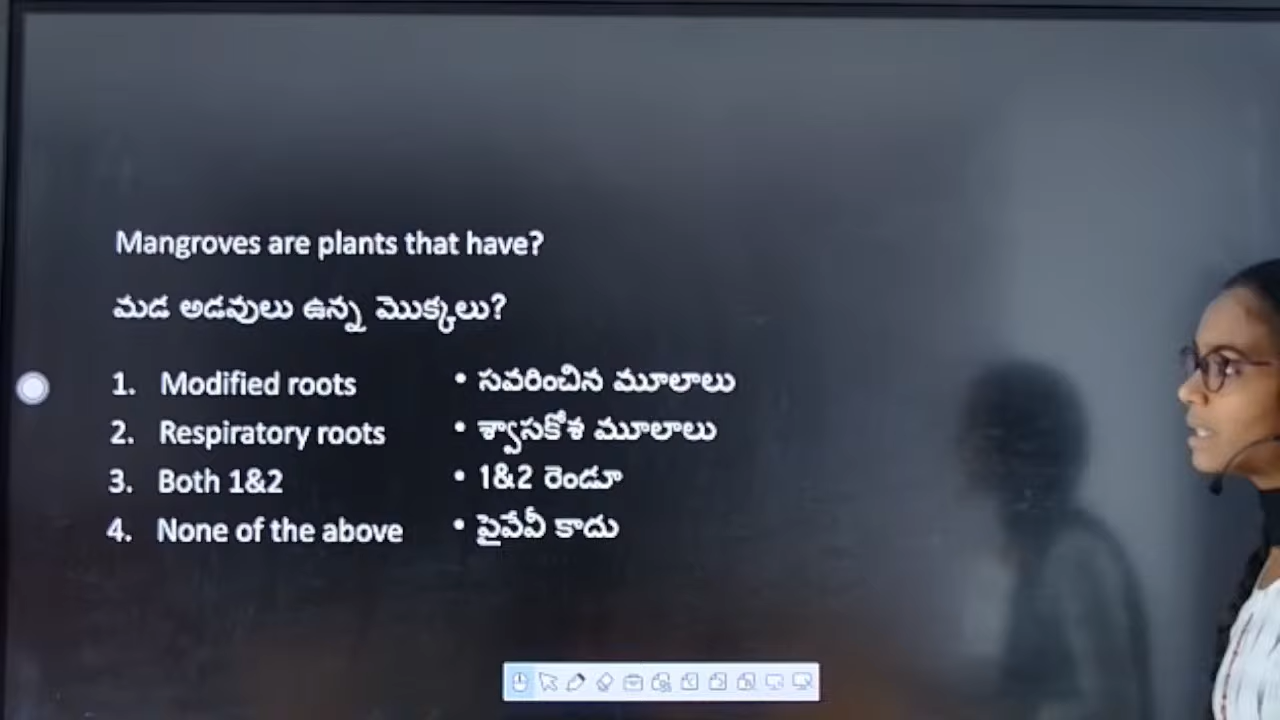 Mangroves are plants that have?
మడ అడవులు ఉన్న మొక్కలు?
1. Modified roots • సవరించిన మూలాలు
2. Respiratory roots • శ్వాసకోశ మూలాలు
3. Both 1&2 • 1&2 రెండూ
4. None of the above • పైవేవీ కాదు